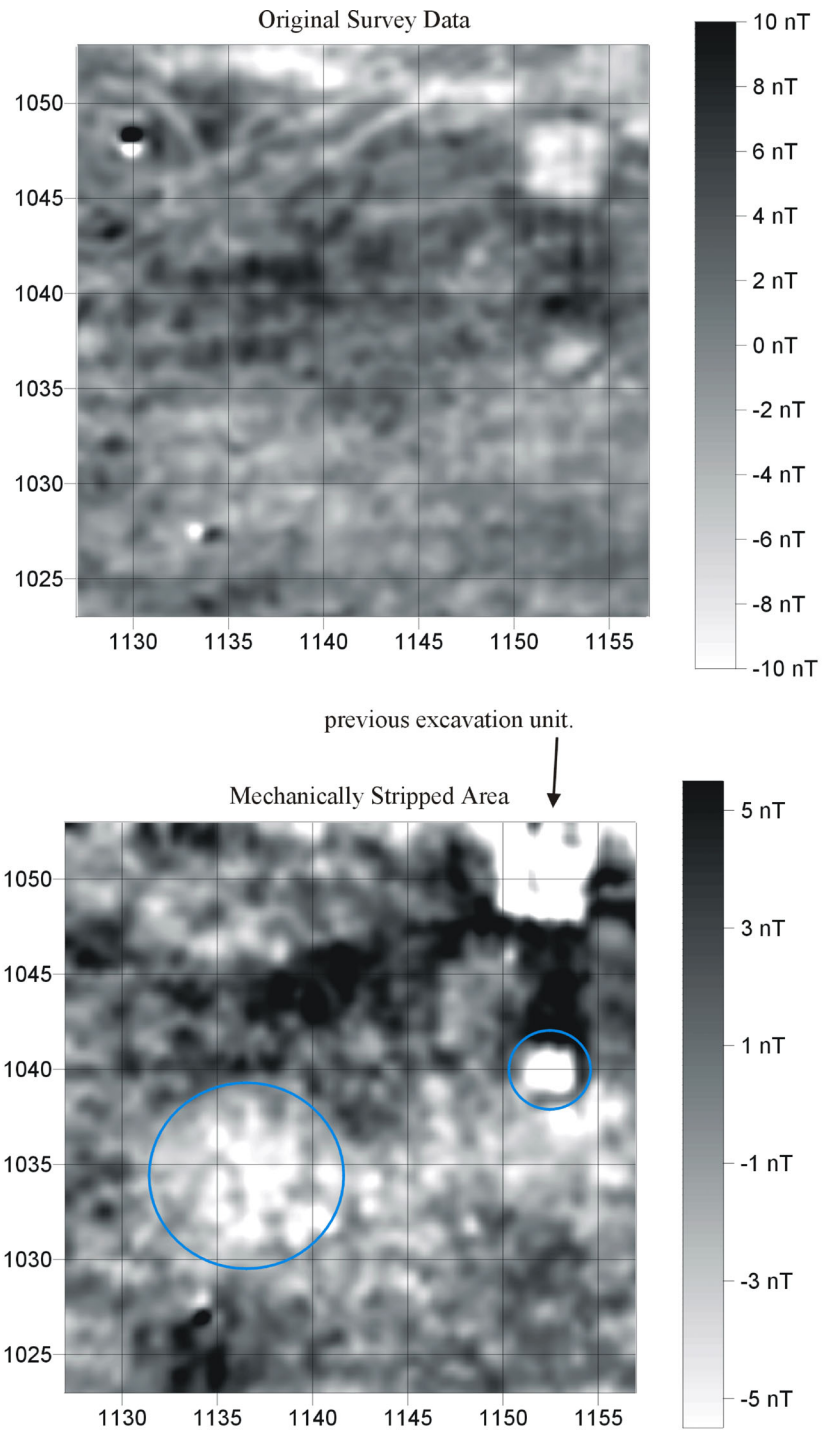 Original Survey Data
10 nT
8 nT
6 nT
4 nT
2 nT
0 nT
-2 nT
-4 nT
-6 nT
-8 nT
-10 nT
1050
1045
1040
1035
1030
1025
1130 1135 1140 1145 1150 1155
previous excavation unit.
Mechanically Stripped Area
5 nT
3 nT
1 nT
-1 nT
-3 nT
-5 nT
1050
1045
1040
1035
1030
1025
1130 1135 1140 1145 1150 1155